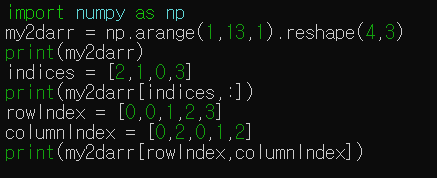 import numpy as np
my2darr = np.arange(1,13,1).reshape(4,3)
print(my2darr)
indices = [2,1,0,3]
print(my2darr[indices,:])
rowIndex = [0,0,1,2,3]
columnIndex = [0,2,0,1,2]
print(my2darr[rowIndex,columnIndex])